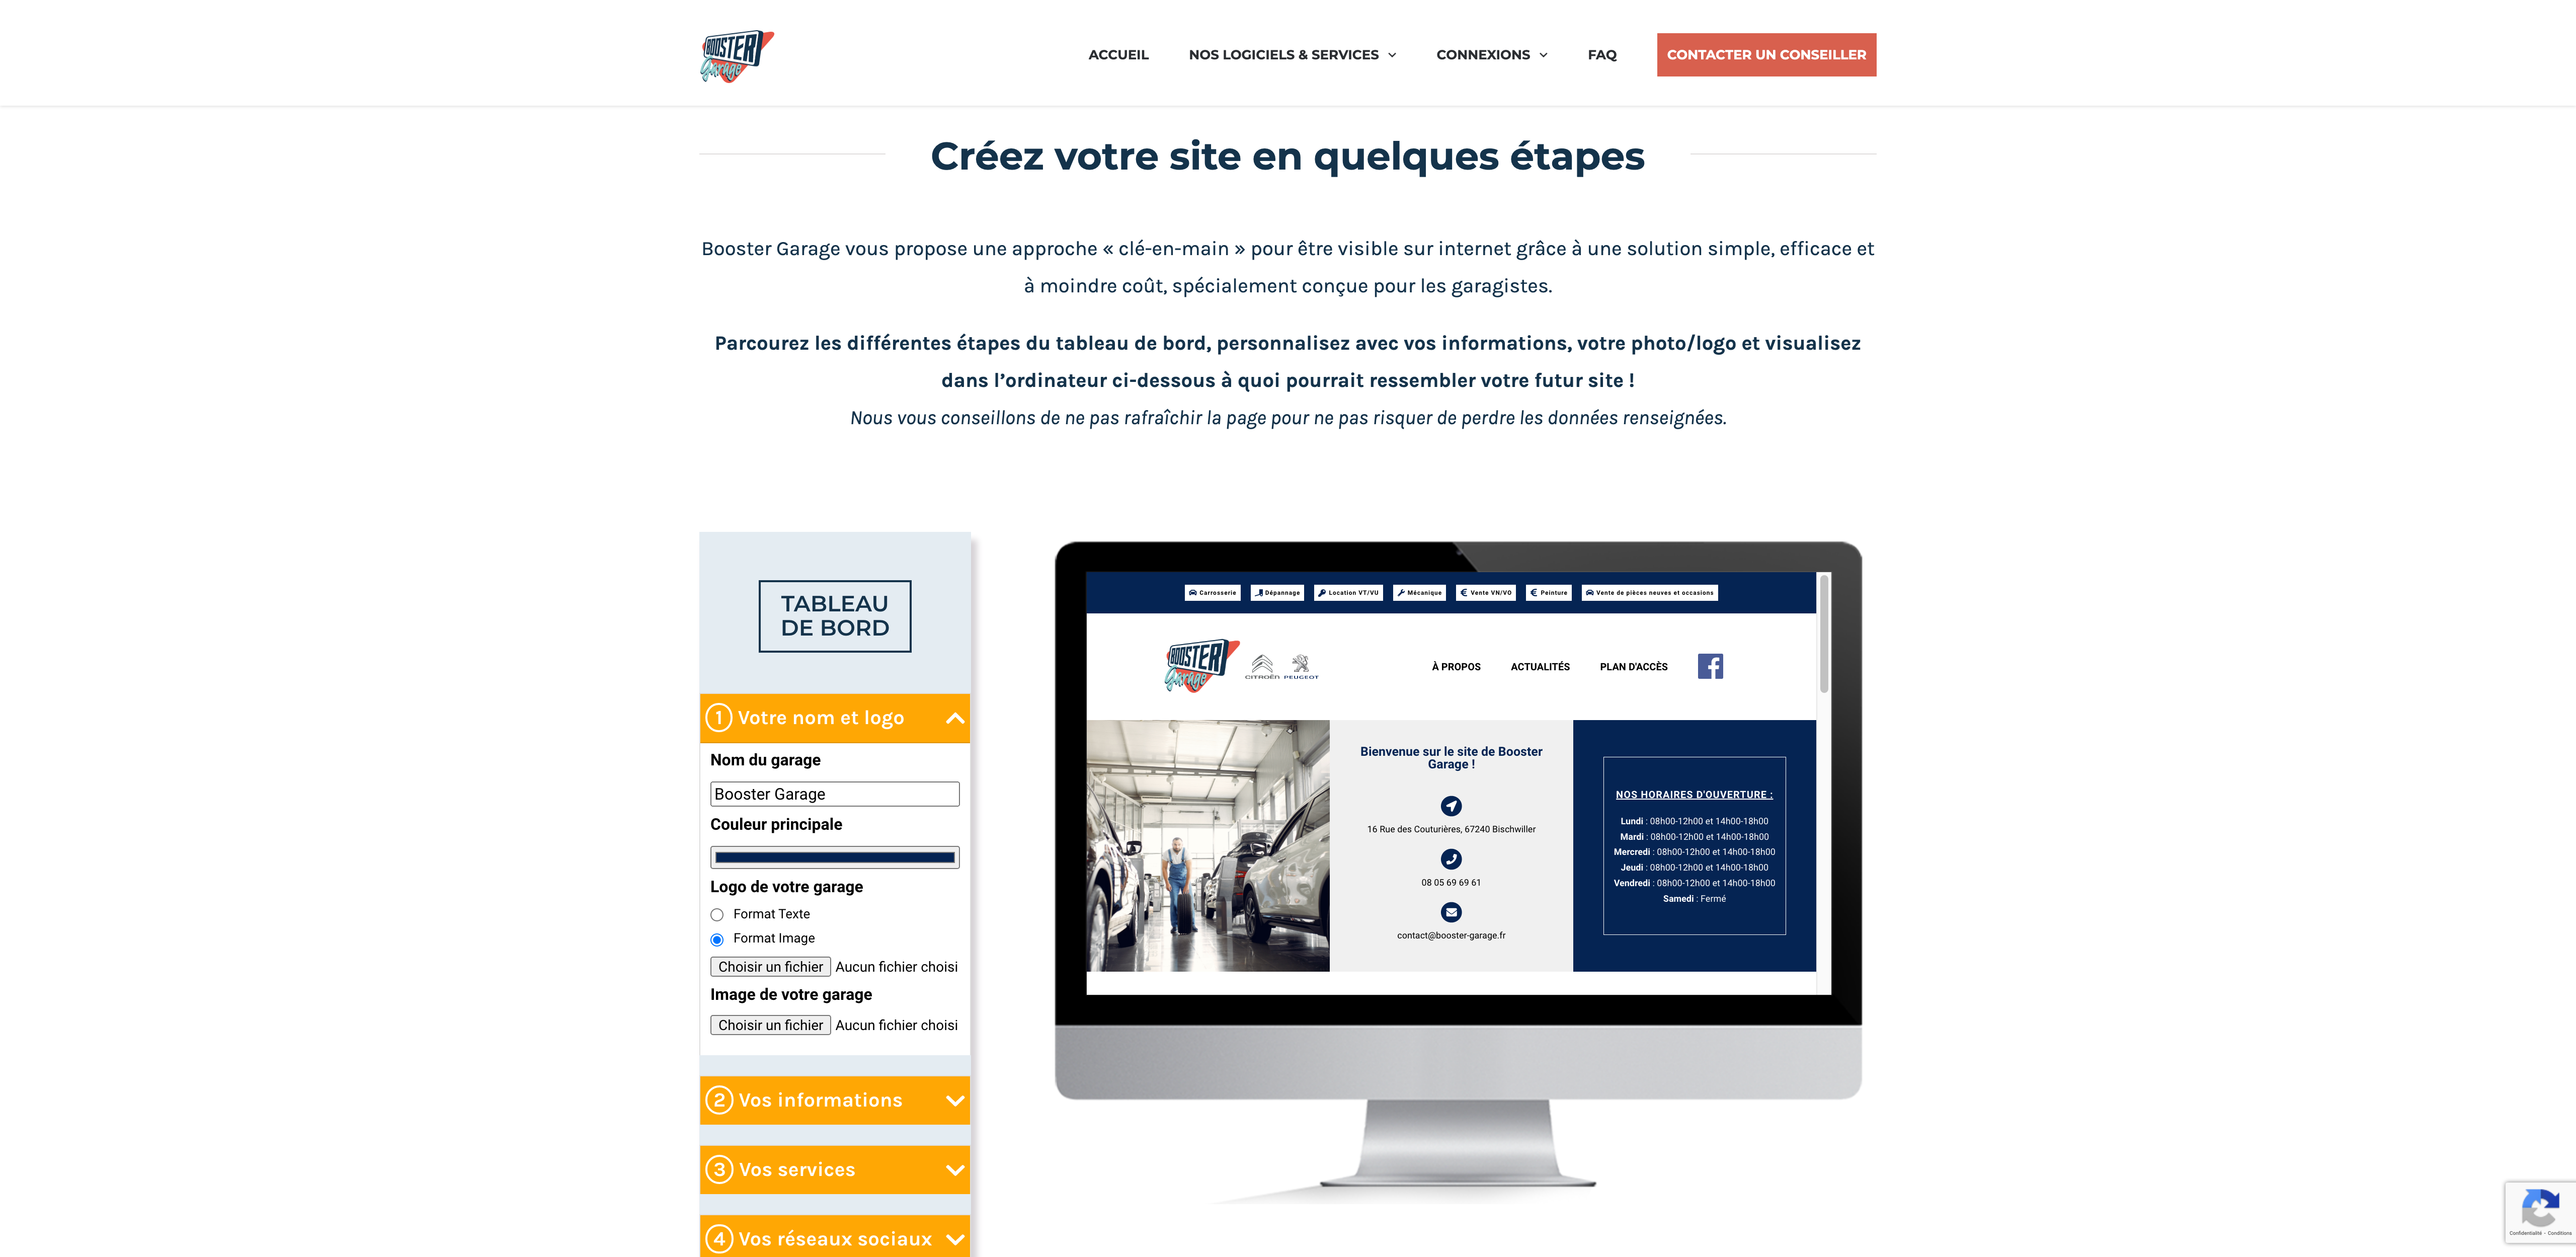 BOOSTER
Garage
ACCUEIL
NOS LOGICIELS & SERVICES
CONNEXIONS
FAQ
CONTACTER UN CONSEILLER
Créez votre site en quelques étapes
Booster Garage vous propose une approche « clé-en-main » pour être visible sur internet grâce à une solution simple, efficace et
à moindre coût, spécialement conçue pour les garagistes.
Parcourez les différentes étapes du tableau de bord, personnalisez avec vos informations, votre photo/logo et visualisez
dans l’ordinateur ci-dessous à quoi pourrait ressembler votre futur site !
Nous vous conseillons de ne pas rafraîchir la page pour ne pas risquer de perdre les données renseignées.
TABLEAU
DE BORD
1 Votre nom et logo
Nom du garage
Booster Garage
Couleur principale
Logo de votre garage
Format Texte
Format Image
Choisir un fichier Aucun fichier choisi
Image de votre garage
Choisir un fichier Aucun fichier choisi
2 Vos informations
3 Vos services
4 Vos réseaux sociaux
Carrosserie
Dépannage
Location VT/VU
Mécanique
Vente VN/VO
Peinture
Vente de pièces neuves et occasions
BOOSTER
Garage
CITROËN
PEUGEOT
À PROPOS
ACTUALITÉS
PLAN D'ACCÈS
Bienvenue sur le site de Booster
Garage !
16 Rue des Couturières, 67240 Bischwiller
08 05 69 69 61
contact@booster-garage.fr
NOS HORAIRES D'OUVERTURE :
Lundi : 08h00-12h00 et 14h00-18h00
Mardi : 08h00-12h00 et 14h00-18h00
Mercredi : 08h00-12h00 et 14h00-18h00
Jeudi : 08h00-12h00 et 14h00-18h00
Vendredi : 08h00-12h00 et 14h00-18h00
Samedi : Fermé
Confidentialité - Conditions